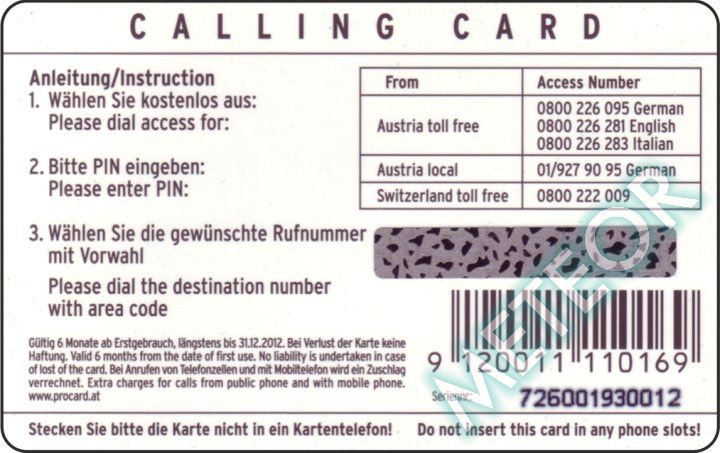 CALLING CARD
Anleitung/Instruction
1. Wählen Sie kostenlos aus:
Please dial access for:
2. Bitte PIN eingeben:
Please enter PIN:
3. Wählen Sie die gewünschte Rufnummer
mit Vorwahl
Please dial the destination number
with area code
From Access Number
Austria toll free
0800 226 095 German
0800 226 281 English
0800 226 283 Italian
Austria local 01/927 90 95 German
Switzerland toll free 0800 222 009
METEOR
Gültig 6 Monate ab Erstgebrauch, längstens bis 31.12.2012. Bei Verlust der Karte keine
Haftung. Valid 6 months from the date of first use. No liability is undertaken in case
of lost of the card. Bei Anrufen von Telefonzellen und mit Mobiltelefon wird ein Zuschlag
verrechnet. Extra charges for calls from public phone and with mobile phone.
www.procard.at
9 120011 110169
Seriennr.: 726001930012
Stecken Sie bitte die Karte nicht in ein Kartentelefon! Do not insert this card in any phone slots!